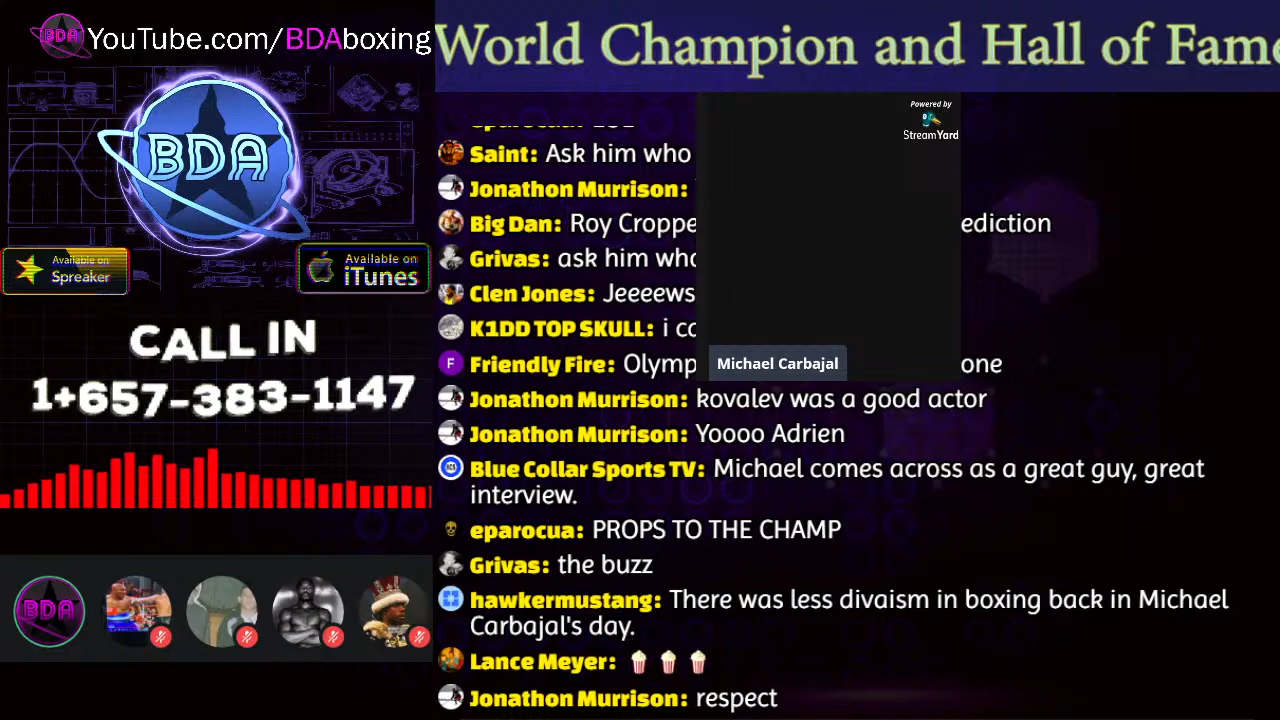 BDA YouTube.com/BDAboxing
BDA
Available on
Spreaker
Available on
iTunes
CALL IN
1+657-383-1147
BDA
World Champion and Hall of Fame
Powered by
StreamYard
Saint: Ask him who
Jonathon Murrison:
Big Dan: Roy Croppe ediction
Grivas: ask him who
Clen Jones: Jeeeews
K1DD TOP SKULL: i co
F Friendly Fire: Olymp one
Michael Carbajal
Jonathon Murrison: kovalev was a good actor
Jonathon Murrison: Yoooo Adrien
Blue Collar Sports TV: Michael comes across as a great guy, great
interview.
eparocua: PROPS TO THE CHAMP
Grivas: the buzz
hawkermustang: There was less divaism in boxing back in Michael
Carbajal's day.
Lance Meyer: 🍿 🍿 🍿
Jonathon Murrison: respect